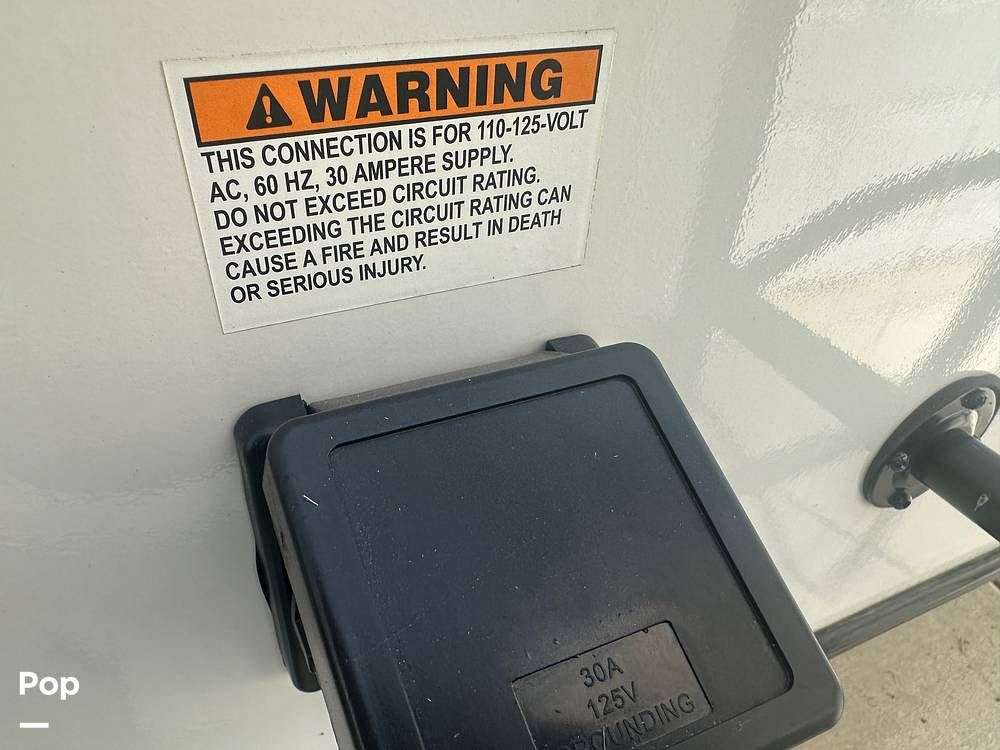 WARNING
THIS CONNECTION IS FOR 110-125-VOLT
AC, 60 HZ, 30 AMPERE SUPPLY.
DO NOT EXCEED CIRCUIT RATING.
EXCEEDING THE CIRCUIT RATING CAN
CAUSE A FIRE AND RESULT IN DEATH
OR SERIOUS INJURY.
30A
125V
GROUNDING
Pop